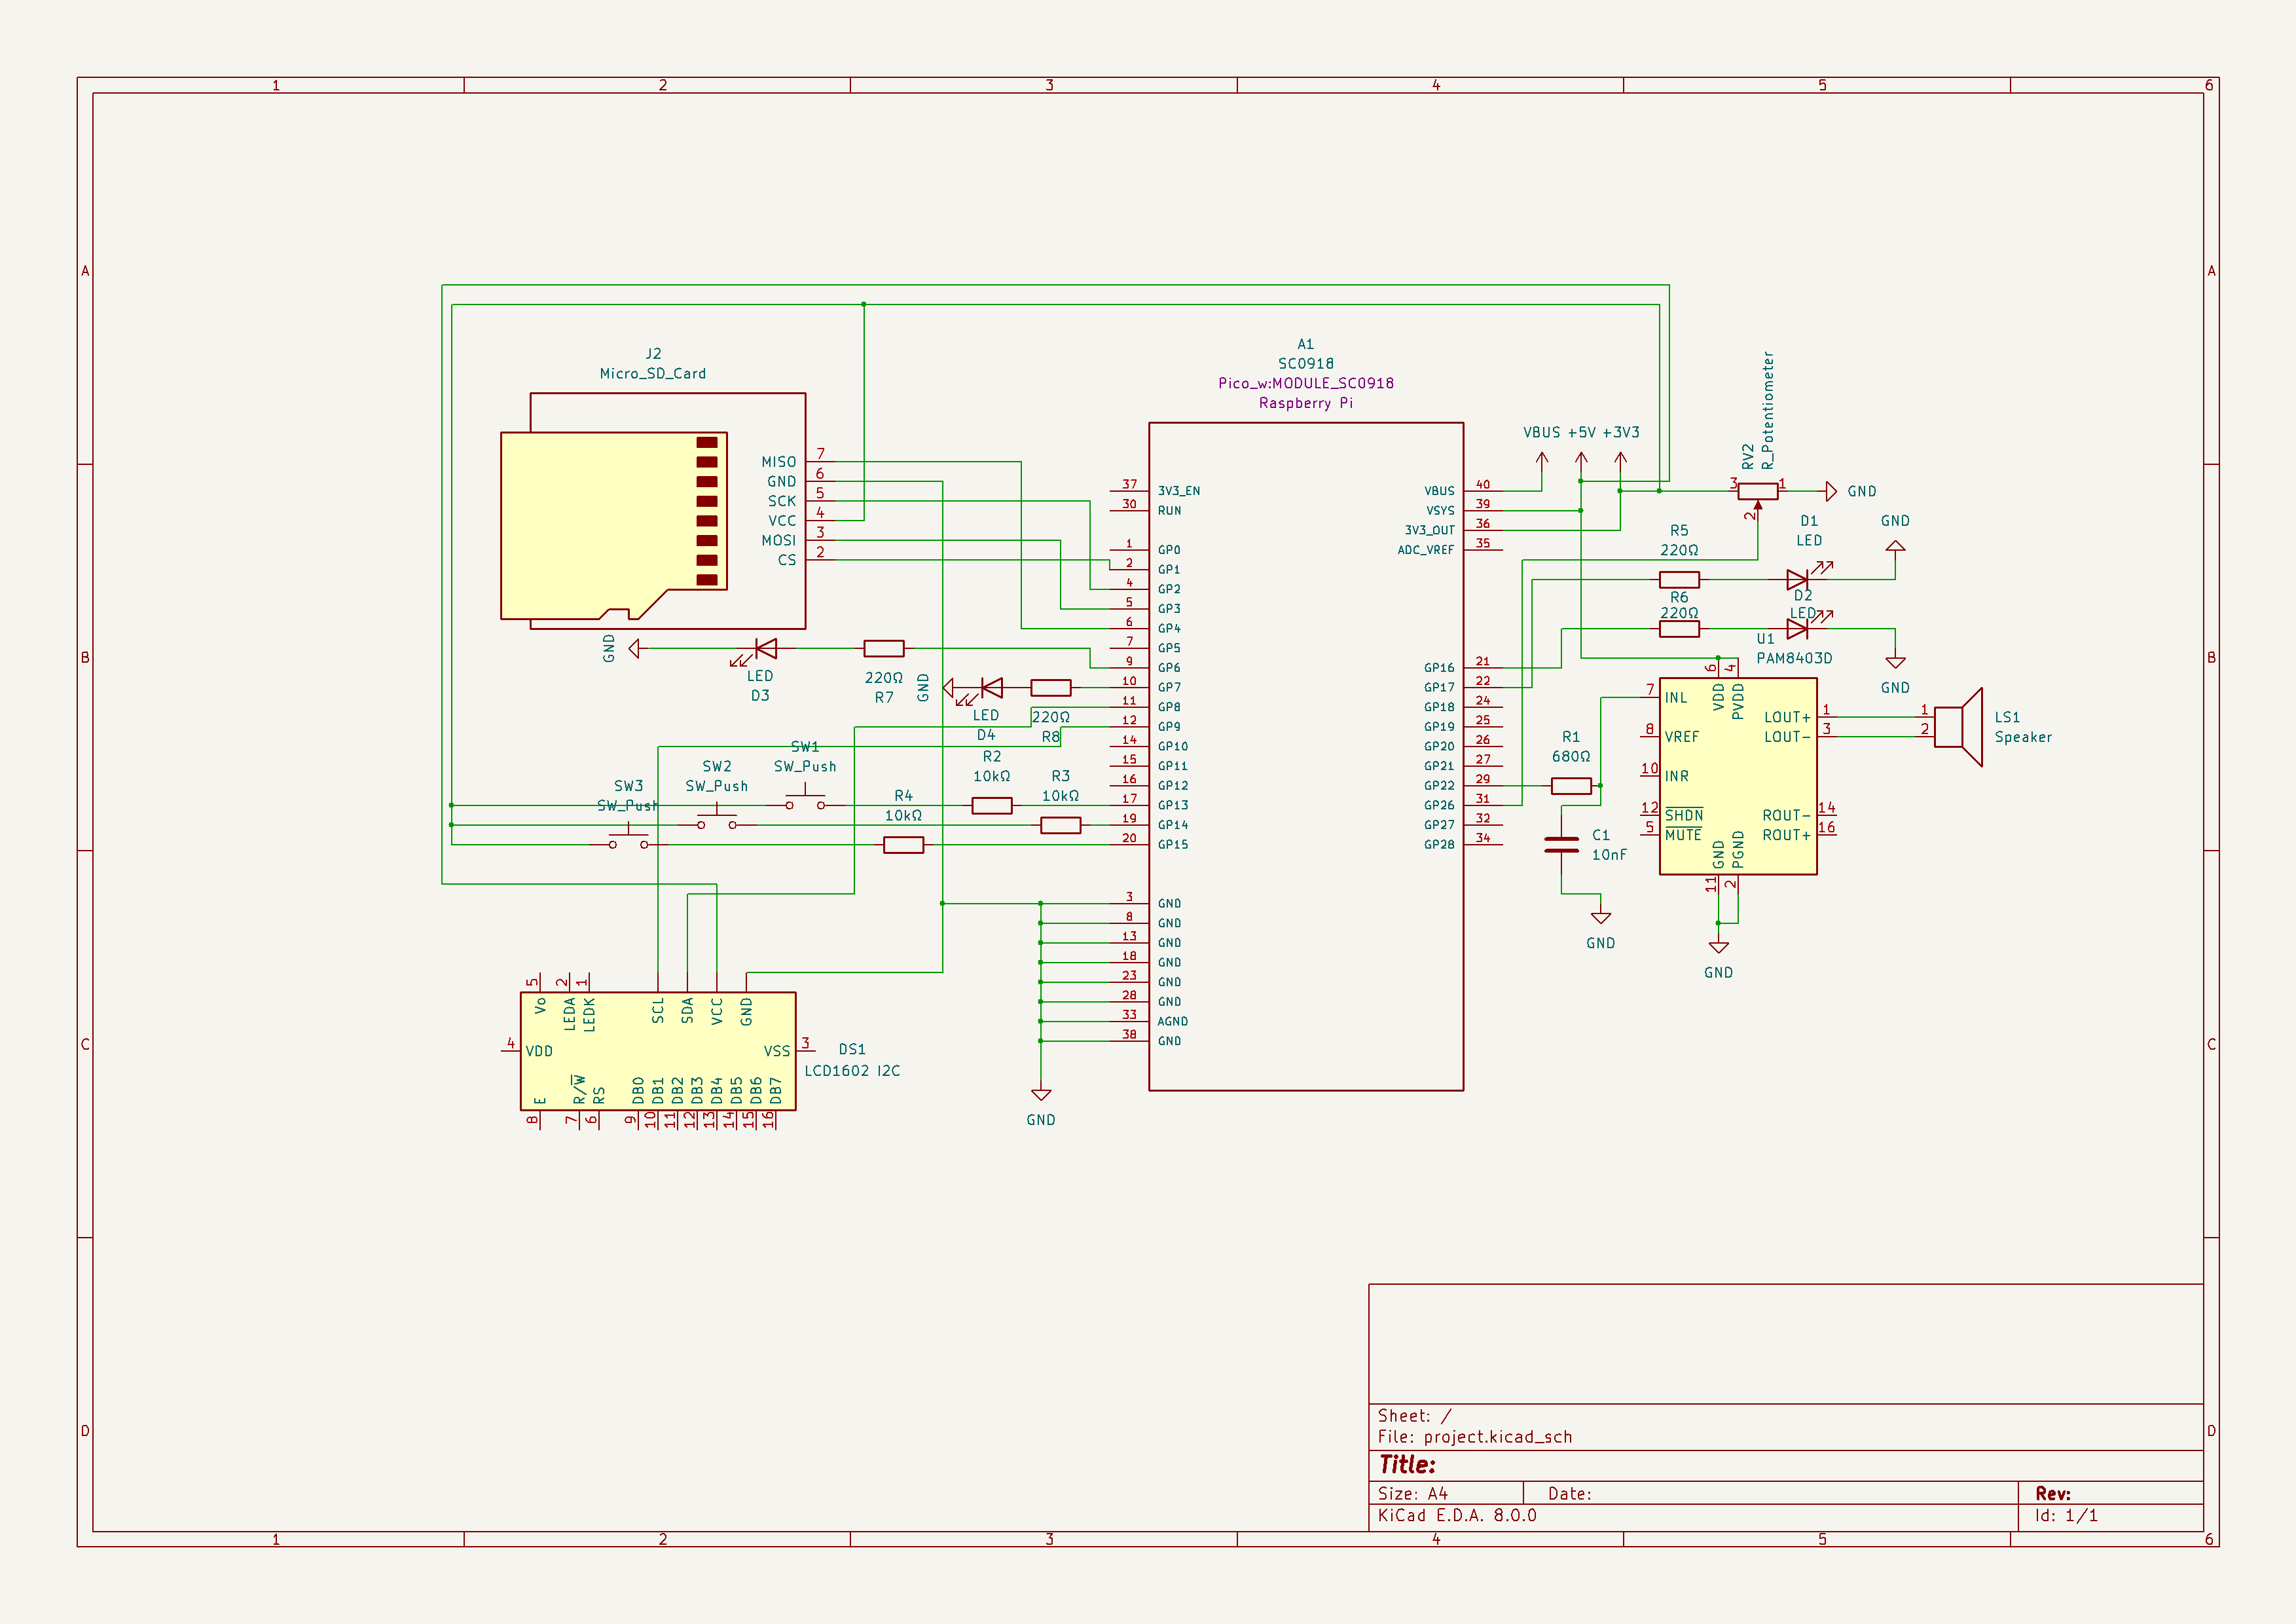 1 2 3 4 5 6
A A
J2
Micro_SD_Card
MISO 7
GND 6
SCK 5
VCC 4
MOSI 3
CS 2
A1
SC0918
Pico_w:MODULE_SC0918
Raspberry Pi
37 3V3_EN
30 RUN
1 GP0
2 GP1
4 GP2
5 GP3
6 GP4
7 GP5
9 GP6
10 GP7
11 GP8
12 GP9
14 GP10
15 GP11
16 GP12
17 GP13
19 GP14
20 GP15
3 GND
8 GND
13 GND
18 GND
23 GND
28 GND
33 AGND
38 GND
VBUS 40
VSYS 39
3V3_OUT 36
ADC_VREF 35
GP16 21
GP17 22
GP18 24
GP19 25
GP20 26
GP21 27
GP22 29
GP26 31
GP27 32
GP28 34
VBUS +5V +3V3
RV2
R_Potentiometer
3 1
2
GND
R5
220Ω
D1
LED
GND
R6
220Ω
D2
LED
GND
B B
GND
LED
D3
220Ω
R7
GND
LED
D4
220Ω
R8
SW1
SW_Push
SW2
SW_Push
SW3
SW_Push
R2
10kΩ
R3
10kΩ
R4
10kΩ
U1
PAM8403D
6 4
VDD PVDD
7 INL
8 VREF
10 INR
12 SHDN
5 MUTE
LOUT+ 1
LOUT- 3
ROUT- 14
ROUT+ 16
GND PGND
11 2
GND
1
2
LS1
Speaker
R1
680Ω
C1
10nF
GND
GND
C C
5 2 1
Vo LEDA LEDK SCL SDA VCC GND
4 VDD VSS 3
DS1
LCD1602 I2C
E R/W RS DB0 DB1 DB2 DB3 DB4 DB5 DB6 DB7
8 7 6 9 10 11 12 13 14 15 16
D D
Sheet: /
File: project.kicad_sch
Title:
Size: A4 Date: Rev:
KiCad E.D.A. 8.0.0 Id: 1/1
1 2 3 4 5 6